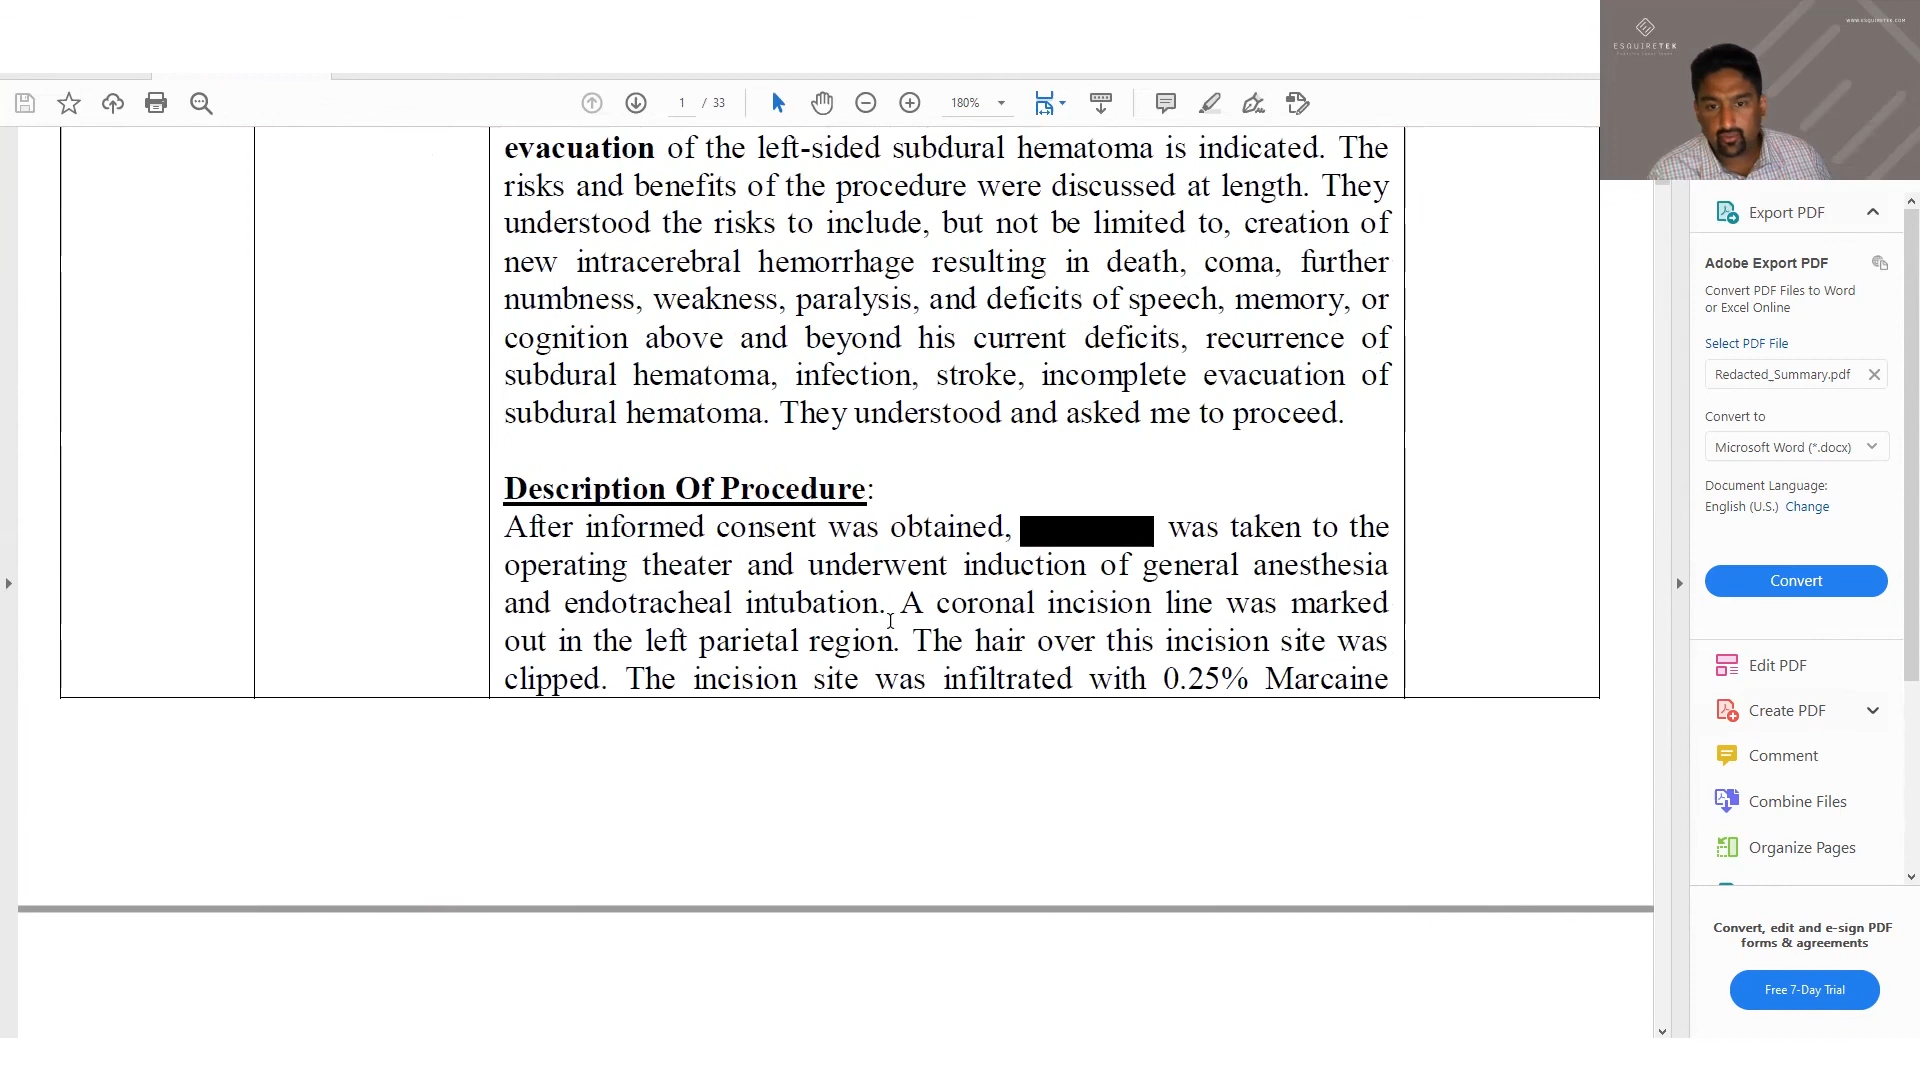 WWW.ESQUIRETEK.COM
ESQUIRETEK
1 / 33
180%
evacuation of the left-sided subdural hematoma is indicated. The
risks and benefits of the procedure were discussed at length. They
understood the risks to include, but not be limited to, creation of
new intracerebral hemorrhage resulting in death, coma, further
numbness, weakness, paralysis, and deficits of speech, memory, or
cognition above and beyond his current deficits, recurrence of
subdural hematoma, infection, stroke, incomplete evacuation of
subdural hematoma. They understood and asked me to proceed.
Description Of Procedure:
After informed consent was obtained, was taken to the
operating theater and underwent induction of general anesthesia
and endotracheal intubation. A coronal incision line was marked
out in the left parietal region. The hair over this incision site was
clipped. The incision site was infiltrated with 0.25% Marcaine
Export PDF
Adobe Export PDF
Convert PDF Files to Word
or Excel Online
Select PDF File
Redacted_Summary.pdf
Convert to
Microsoft Word (*.docx)
Document Language:
English (U.S.) Change
Convert
Edit PDF
Create PDF
Comment
Combine Files
Organize Pages
Convert, edit and e-sign PDF
forms & agreements
Free 7-Day Trial